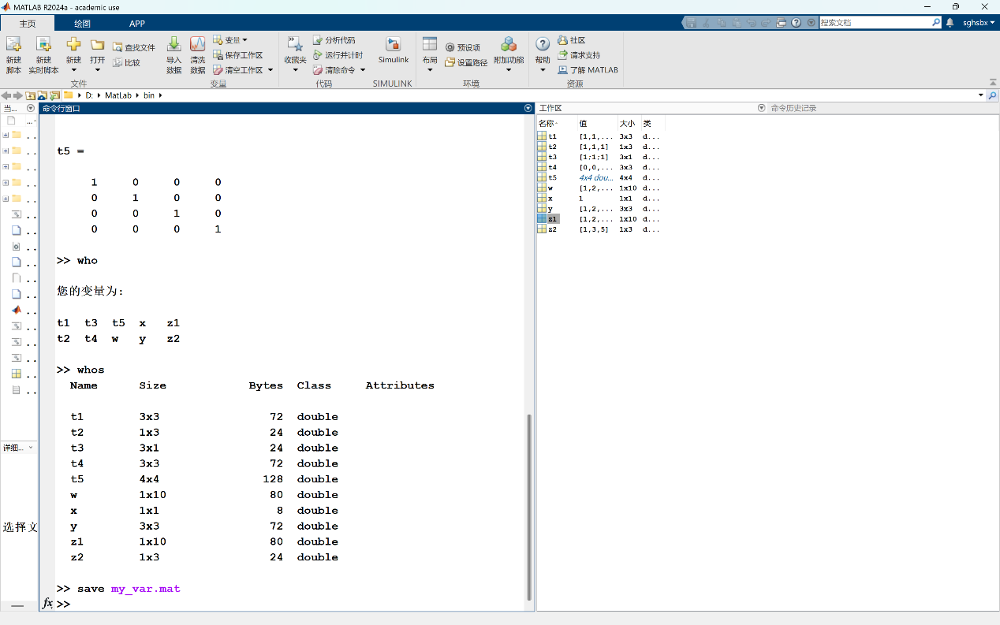 MATLAB R2024a - academic use
主页 绘图 APP
搜索文档 sghsbx
新建脚本 新建实时脚本 新建 打开 查找文件 比较
导入数据 清洗数据 变量 保存工作区 清空工作区
收藏夹 分析代码 运行并计时 清除命令
Simulink
布局 预设项 设置路径 附加功能
帮助 社区 请求支持 了解 MATLAB
文件 变量 代码 SIMULINK 环境 资源
D: MatLab bin
当... 命令行窗口 工作区 命令历史记录
t5 =
1 0 0 0
0 1 0 0
0 0 1 0
0 0 0 1
>> who
您的变量为:
t1 t3 t5 x z1
t2 t4 w y z2
>> whos
Name Size Bytes Class Attributes
t1 3x3 72 double
t2 1x3 24 double
t3 3x1 24 double
t4 3x3 72 double
t5 4x4 128 double
w 1x10 80 double
x 1x1 8 double
y 3x3 72 double
z1 1x10 80 double
z2 1x3 24 double
>> save my_var.mat
fx >>
详细...
选择文
名称 值 大小 类
t1 [1,1,... 3x3 d...
t2 [1,1,1] 1x3 d...
t3 [1;1;1] 3x1 d...
t4 [0,0,... 3x3 d...
t5 4x4 dou... 4x4 d...
w [1,2,... 1x10 d...
x 1 1x1 d...
y [1,2,... 3x3 d...
z1 [1,2,... 1x10 d...
z2 [1,3,5] 1x3 d...